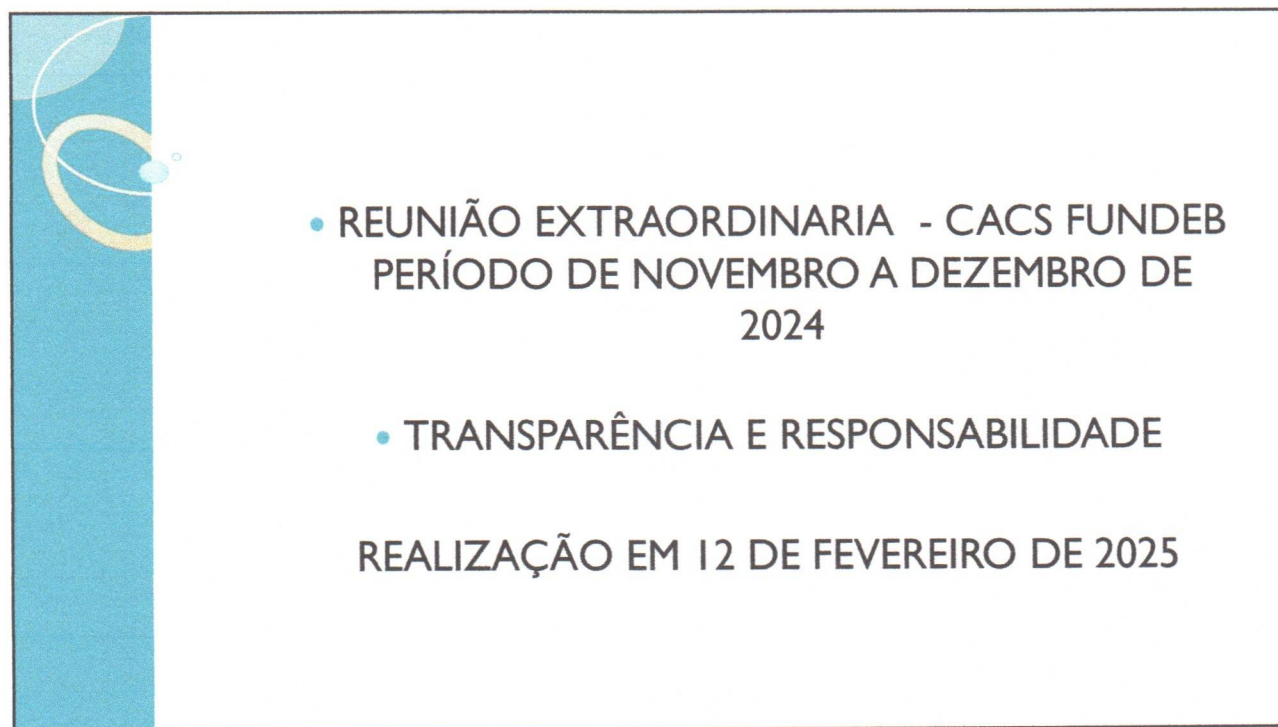 • REUNIÃO EXTRAORDINARIA - CACS FUNDEB
PERÍODO DE NOVEMBRO A DEZEMBRO DE
2024
• TRANSPARÊNCIA E RESPONSABILIDADE
REALIZAÇÃO EM 12 DE FEVEREIRO DE 2025